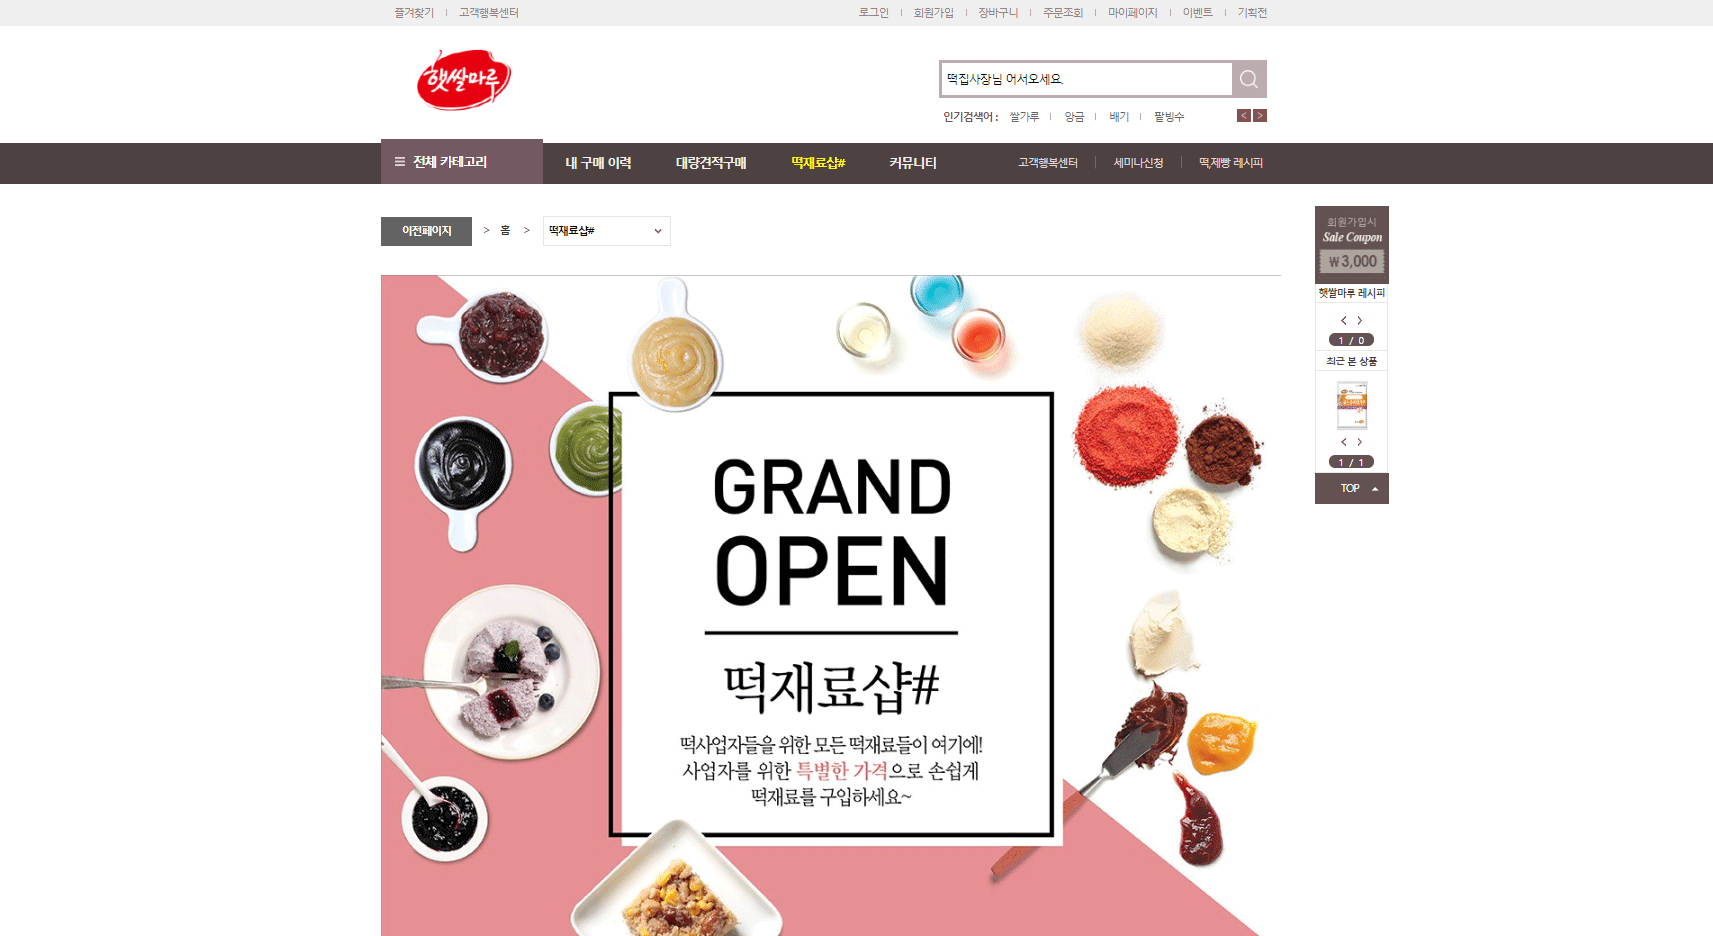 즐겨찾기 고객행복센터 로그인 회원가입 장바구니 주문조회 마이페이지 이벤트 기획전
햇쌀마루
떡집사장님 어서오세요.
인기검색어 : 쌀가루 앙금 배기 팥빙수 < >
전체 카테고리 내 구매 이력 대량견적구매 떡재료샵# 커뮤니티 고객행복센터 세미나신청 떡,제빵 레시피
이전페이지 > 홈 > 떡재료샵#
회원가입시
Sale Coupon
₩3,000
햇쌀마루 레시피
< >
1 / 0
최근 본 상품
< >
1 / 1
TOP
GRAND
OPEN
떡재료샵#
떡사업자들을 위한 모든 떡재료들이 여기에!
사업자를 위한 특별한 가격으로 손쉽게
떡재료를 구입하세요~